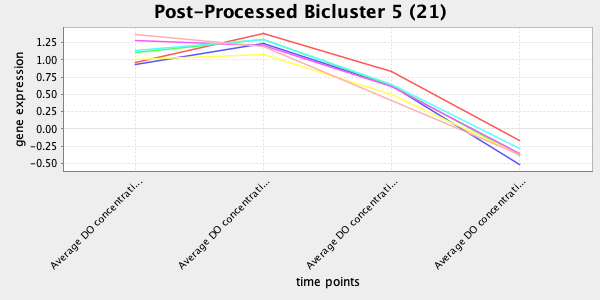 Post-Processed Bicluster 5 (21)
gene expression
1.25
1.00
0.75
0.50
0.25
0.00
-0.25
-0.50
Average DO concentrati...
Average DO concentrati...
Average DO concentrati...
Average DO concentrati...
time points